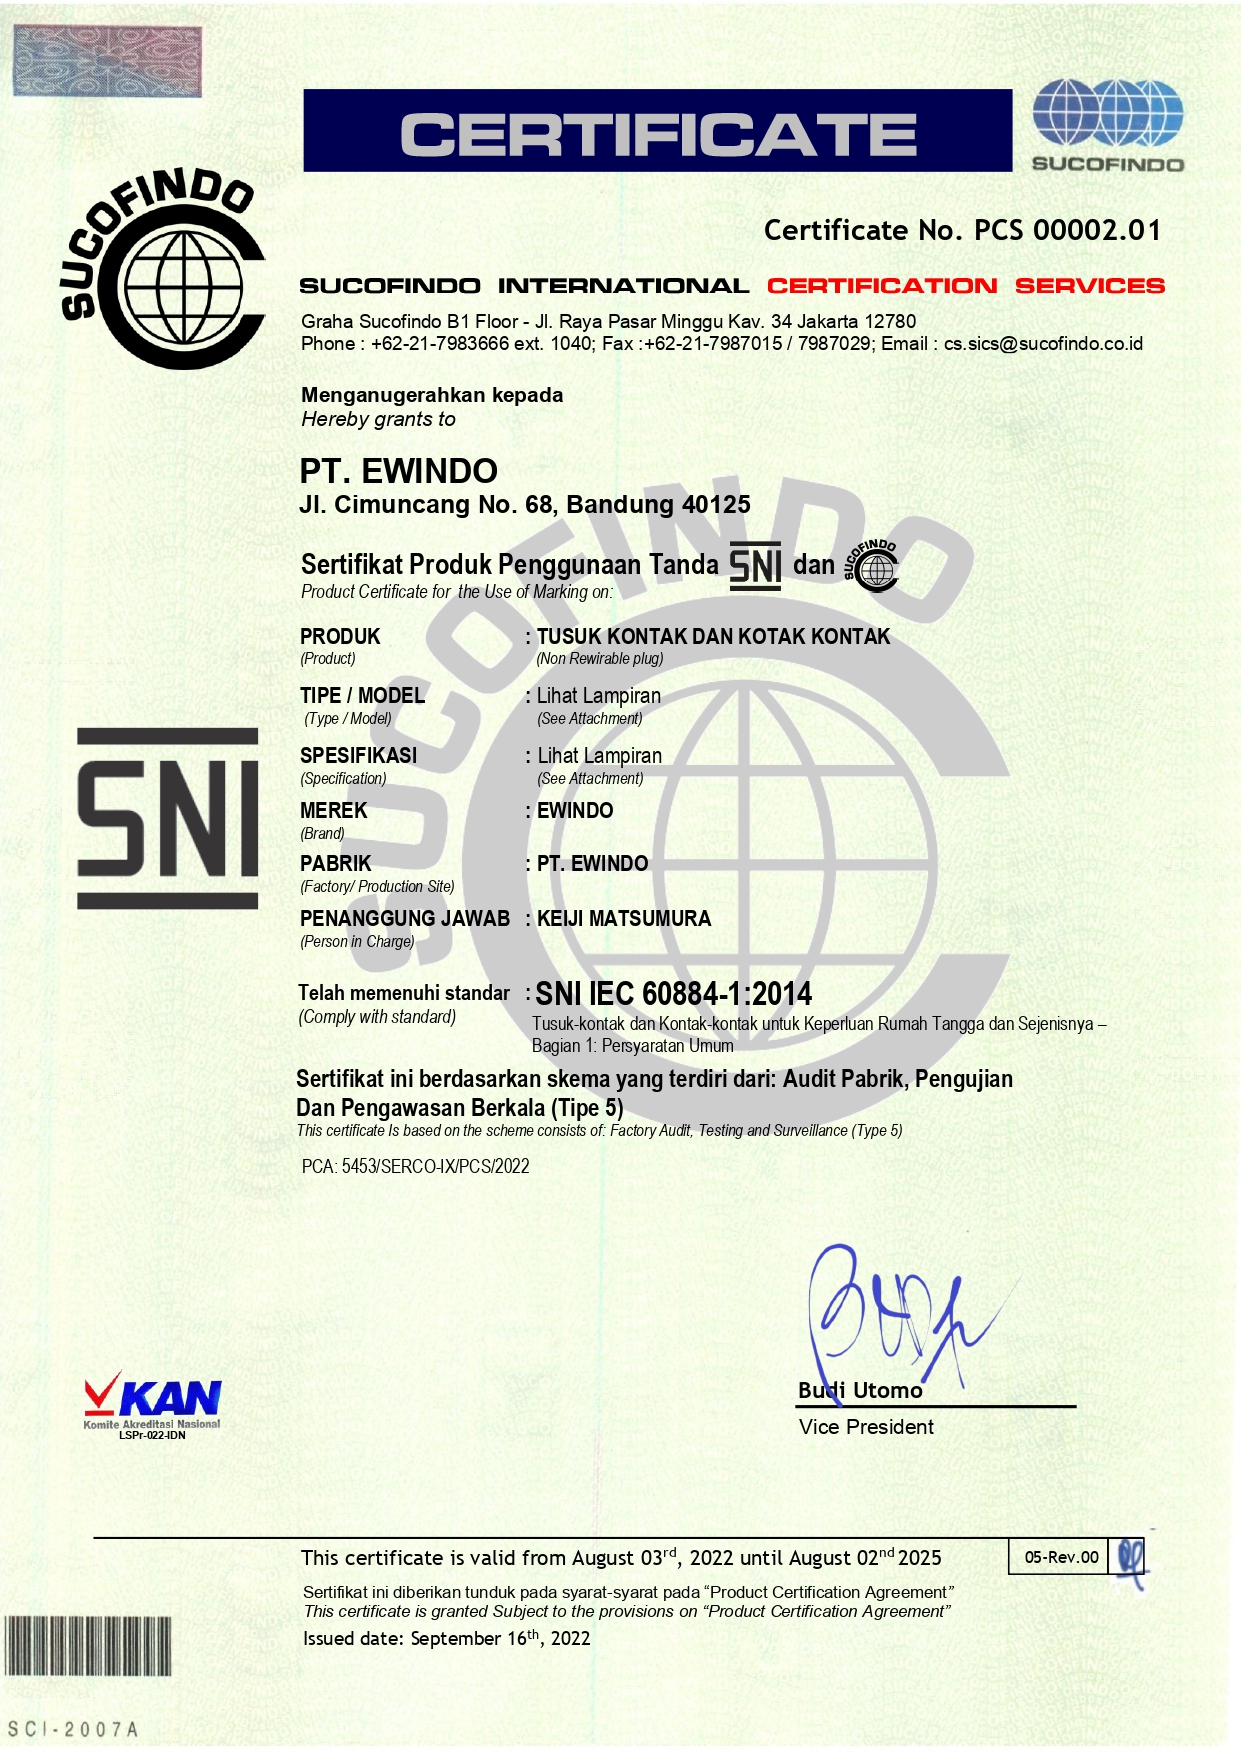 CERTIFICATE
SUCOFINDO
SUCOFINDO
Certificate No. PCS 00002.01
SUCOFINDO INTERNATIONAL CERTIFICATION SERVICES
Graha Sucofindo B1 Floor - Jl. Raya Pasar Minggu Kav. 34 Jakarta 12780
Phone : +62-21-7983666 ext. 1040; Fax :+62-21-7987015 / 7987029; Email : cs.sics@sucofindo.co.id
Menganugerahkan kepada
Hereby grants to
PT. EWINDO
Jl. Cimuncang No. 68, Bandung 40125
SUCOFINDO
Sertifikat Produk Penggunaan Tanda SNI dan SUCOFINDO
Product Certificate for the Use of Marking on:
PRODUK : TUSUK KONTAK DAN KOTAK KONTAK
(Product) (Non Rewirable plug)
TIPE / MODEL : Lihat Lampiran
(Type / Model) (See Attachment)
SPESIFIKASI : Lihat Lampiran
(Specification) (See Attachment)
SNI
MEREK : EWINDO
(Brand)
PABRIK : PT. EWINDO
(Factory/ Production Site)
PENANGGUNG JAWAB : KEIJI MATSUMURA
(Person in Charge)
Telah memenuhi standar : SNI IEC 60884-1:2014
(Comply with standard)
Tusuk-kontak dan Kontak-kontak untuk Keperluan Rumah Tangga dan Sejenisnya –
Bagian 1: Persyaratan Umum
Sertifikat ini berdasarkan skema yang terdiri dari: Audit Pabrik, Pengujian
Dan Pengawasan Berkala (Tipe 5)
This certificate Is based on the scheme consists of: Factory Audit, Testing and Surveillance (Type 5)
PCA: 5453/SERCO-IX/PCS/2022
KAN
Komite Akreditasi Nasional
LSPr-022-IDN
Budi Utomo
Vice President
This certificate is valid from August 03rd, 2022 until August 02nd 2025
05-Rev.00
Sertifikat ini diberikan tunduk pada syarat-syarat pada “Product Certification Agreement”
This certificate is granted Subject to the provisions on “Product Certification Agreement”
Issued date: September 16th, 2022
SCI-2007A